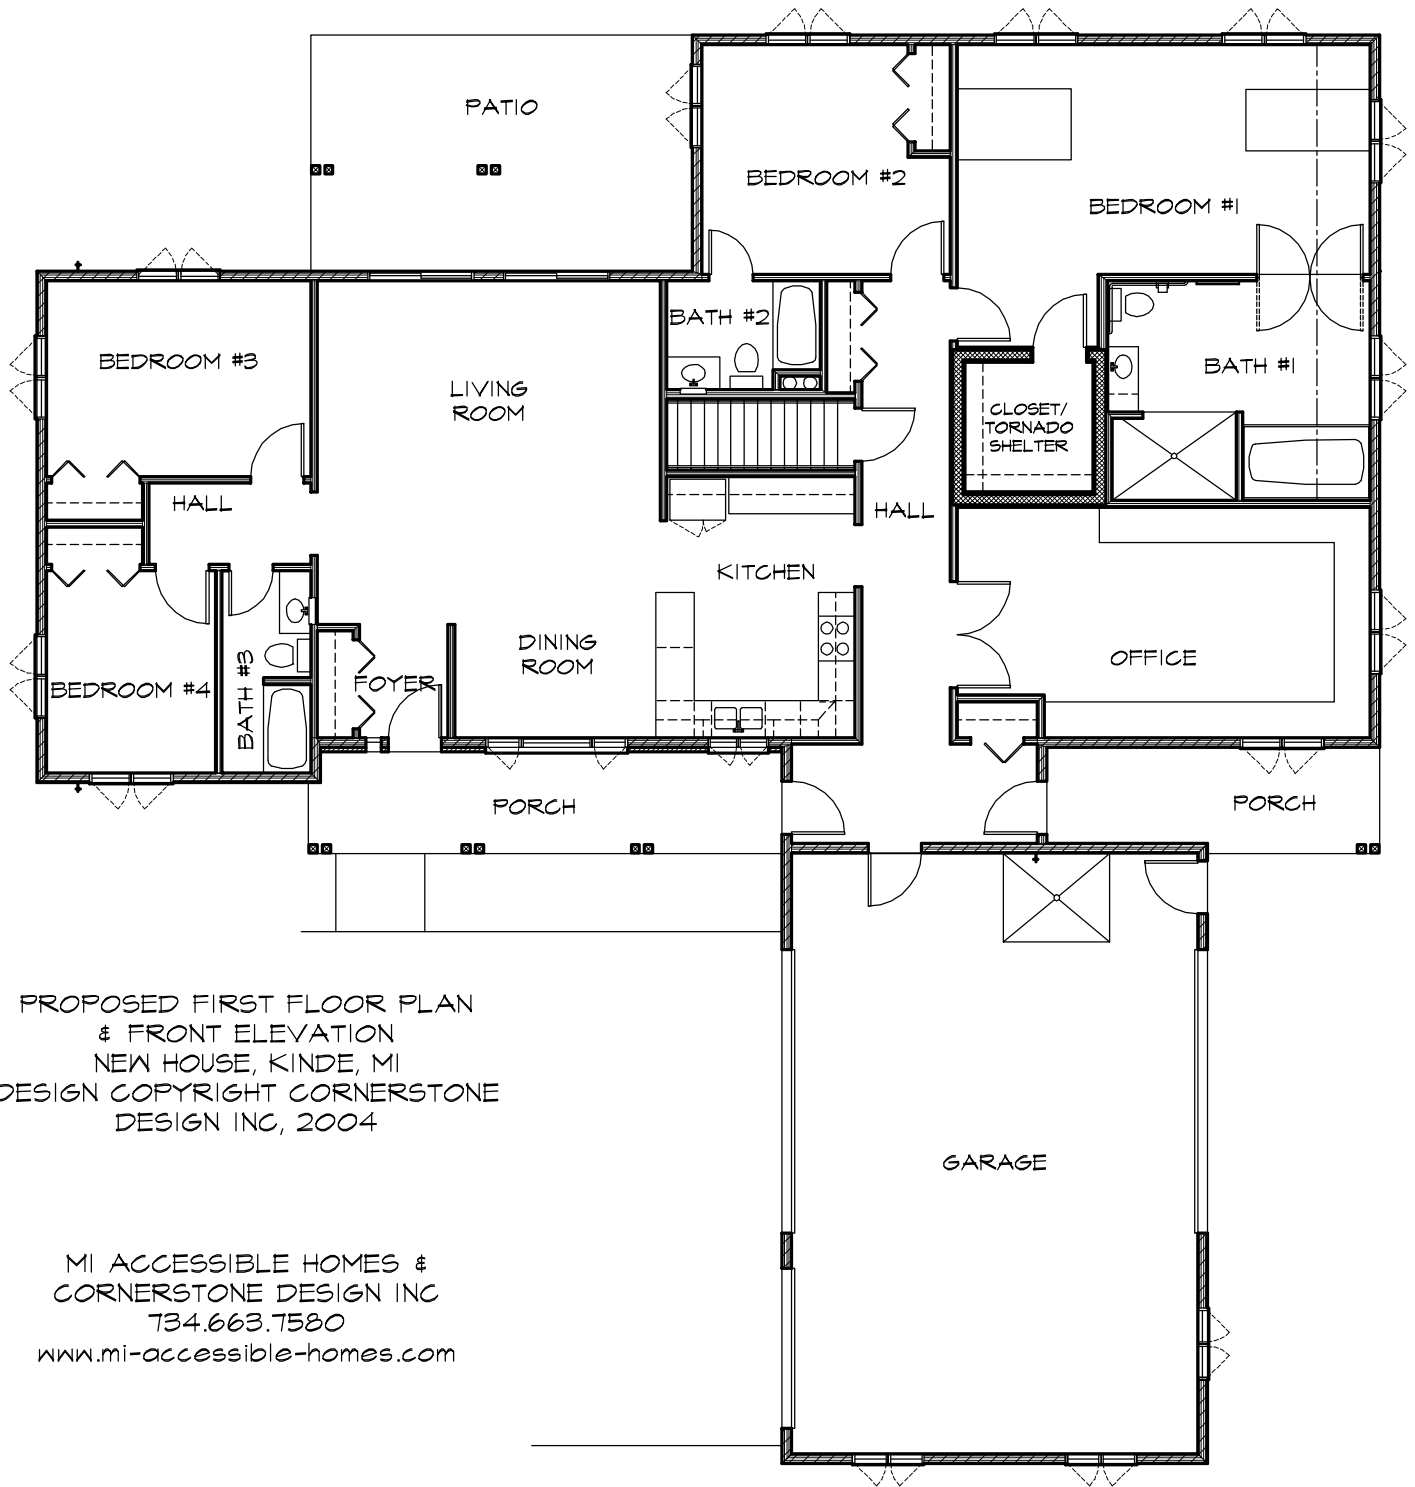 PATIO
BEDROOM #2
BEDROOM #1
BATH #2
BEDROOM #3
BATH #1
LIVING
ROOM
CLOSET/
TORNADO
SHELTER
HALL
HALL
KITCHEN
DINING
ROOM
OFFICE
FOYER
BEDROOM #4
BATH #3
PORCH
PORCH
PROPOSED FIRST FLOOR PLAN
& FRONT ELEVATION
NEW HOUSE, KINDE, MI
DESIGN COPYRIGHT CORNERSTONE
DESIGN INC, 2004
GARAGE
MI ACCESSIBLE HOMES &
CORNERSTONE DESIGN INC
734.663.7580
www.mi-accessible-homes.com